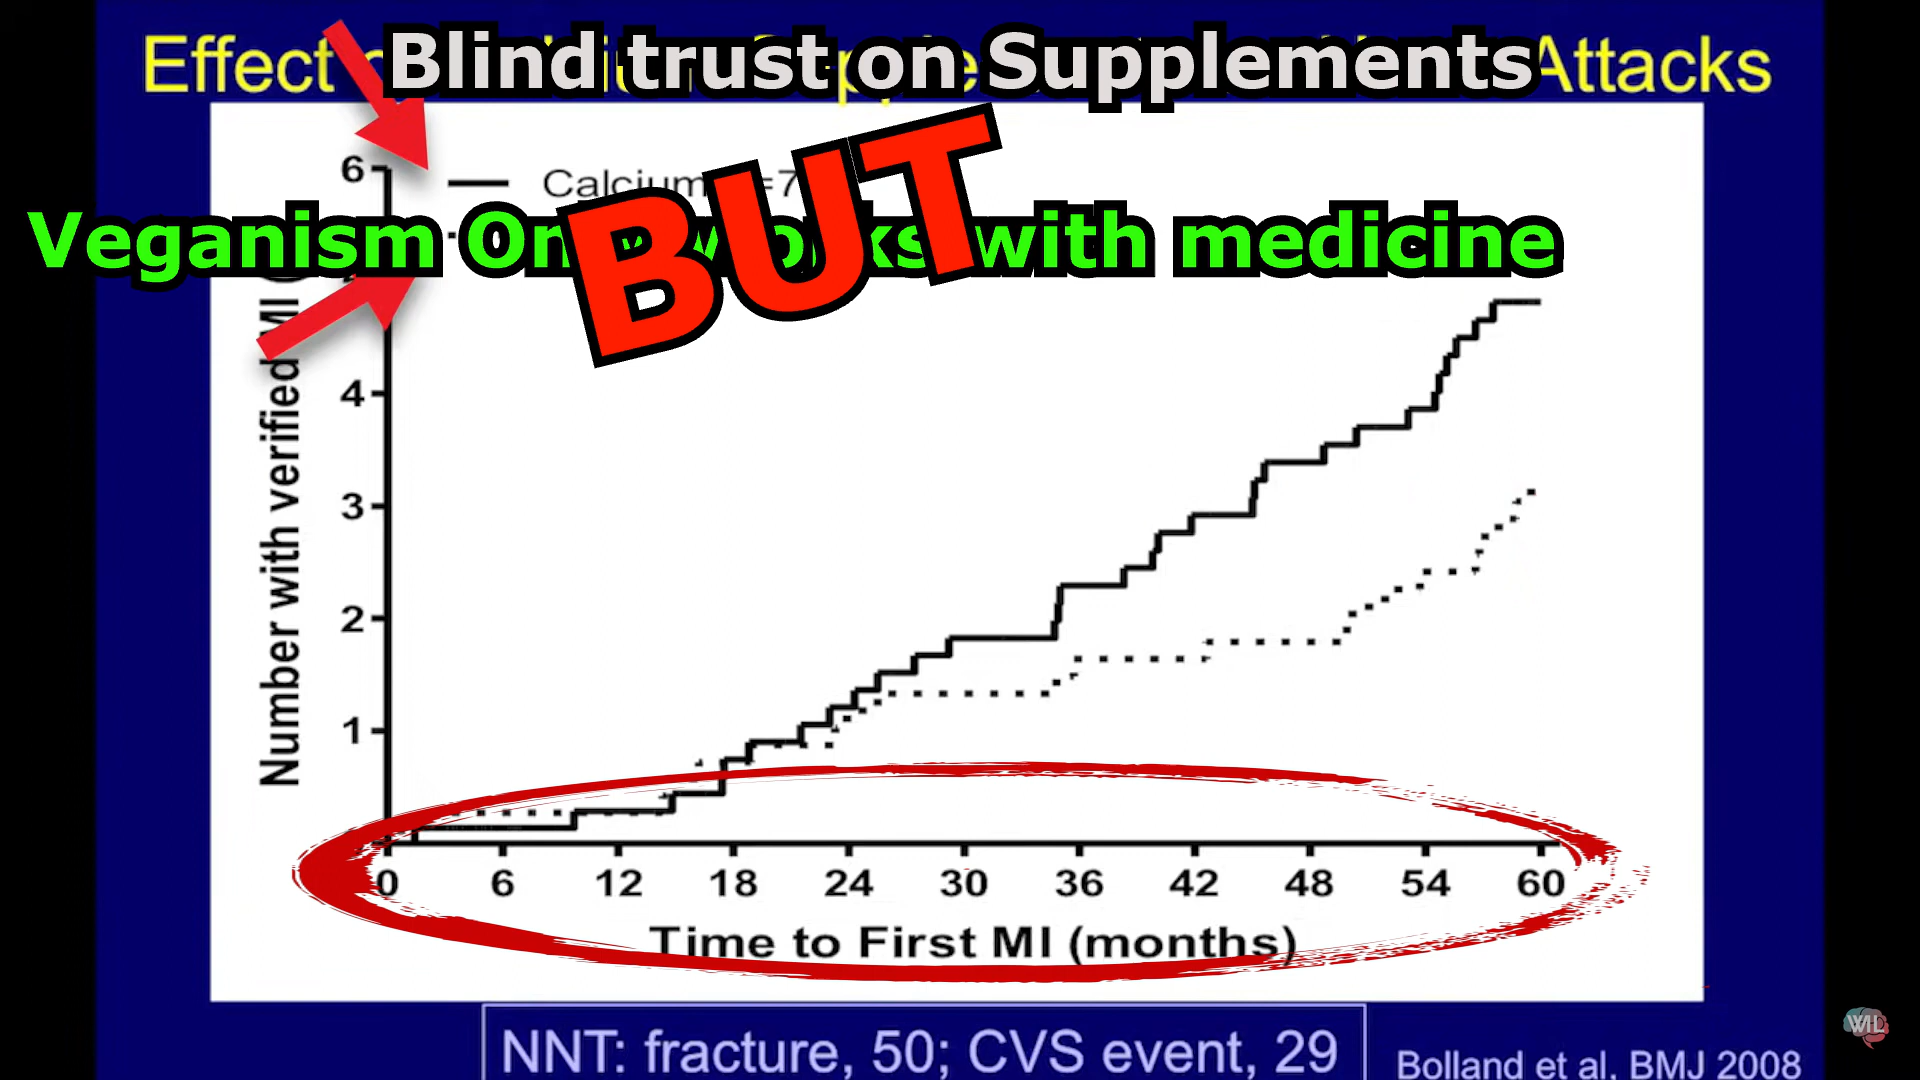 Effect Attacks
Blind trust on Supplements
BUT
6
Calcium =7
Veganism with medicine
4
3
2
1
Number with verified MI
0 6 12 18 24 30 36 42 48 54 60
Time to First MI (months)
NNT: fracture, 50; CVS event, 29
Bolland et al, BMJ 2008
WIL